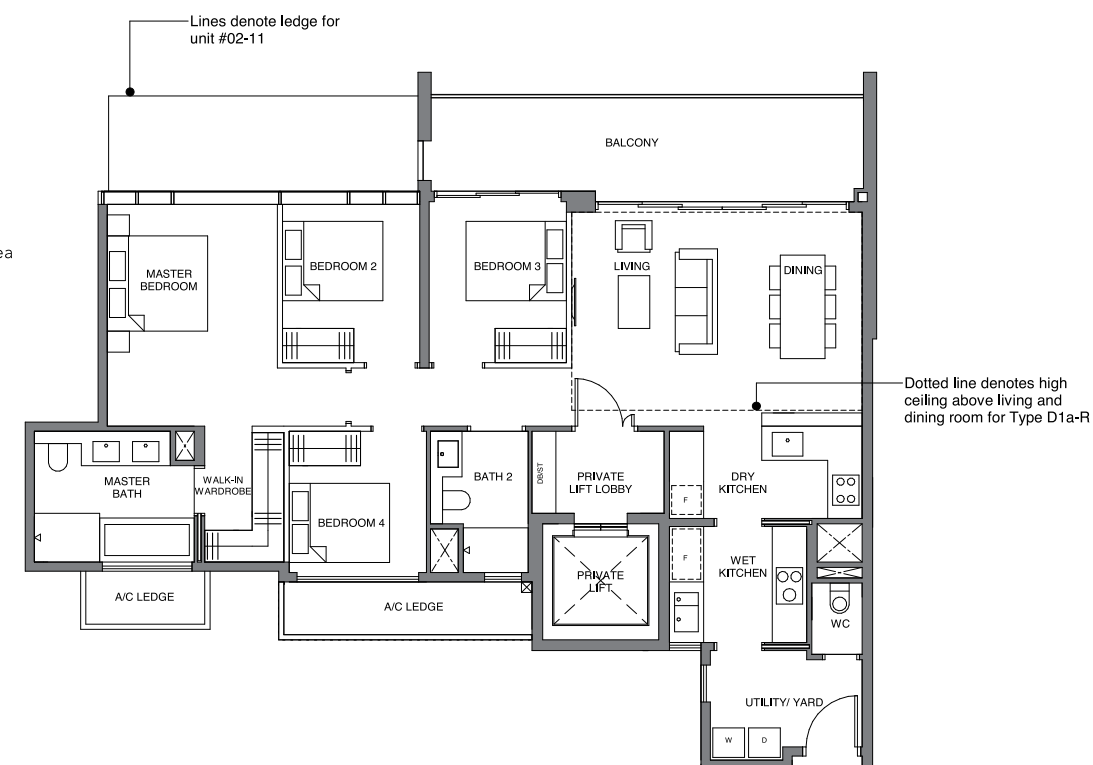 Lines denote ledge for
unit #02-11
BALCONY
ea
MASTER
BEDROOM
BEDROOM 2
BEDROOM 3
LIVING
DINING
Dotted line denotes high
ceiling above living and
dining room for Type D1a-R
MASTER
BATH
WALK-IN
WARDROBE
BEDROOM 4
BATH 2
DB/ST
PRIVATE
LIFT LOBBY
F
DRY
KITCHEN
A/C LEDGE
A/C LEDGE
PRIVATE
LIFT
F
WET
KITCHEN
WC
UTILITY/ YARD
W
D